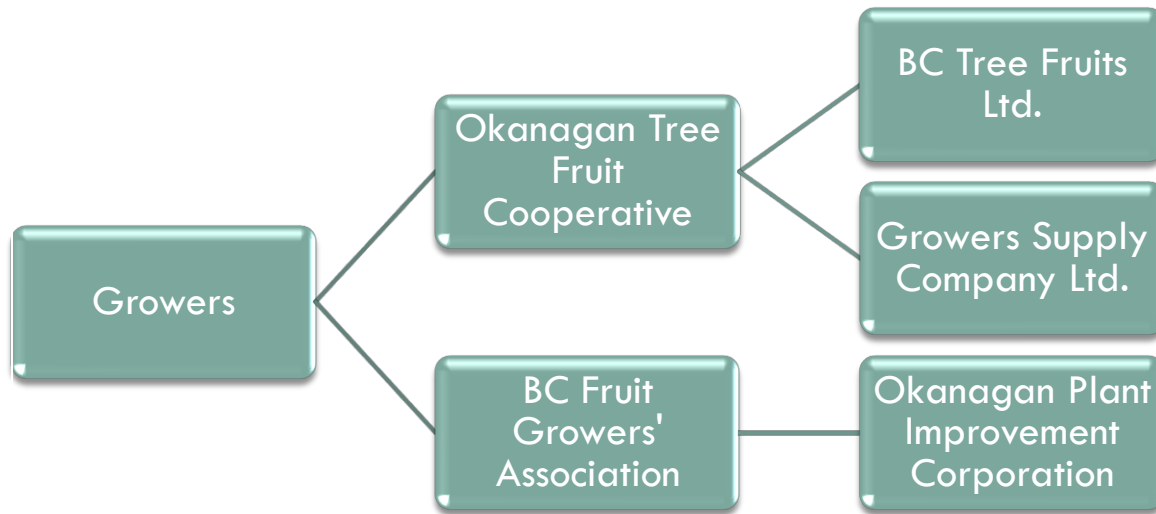 Growers
Okanagan Tree
Fruit
Cooperative
BC Fruit
Growers'
Association
BC Tree Fruits
Ltd.
Growers Supply
Company Ltd.
Okanagan Plant
Improvement
Corporation